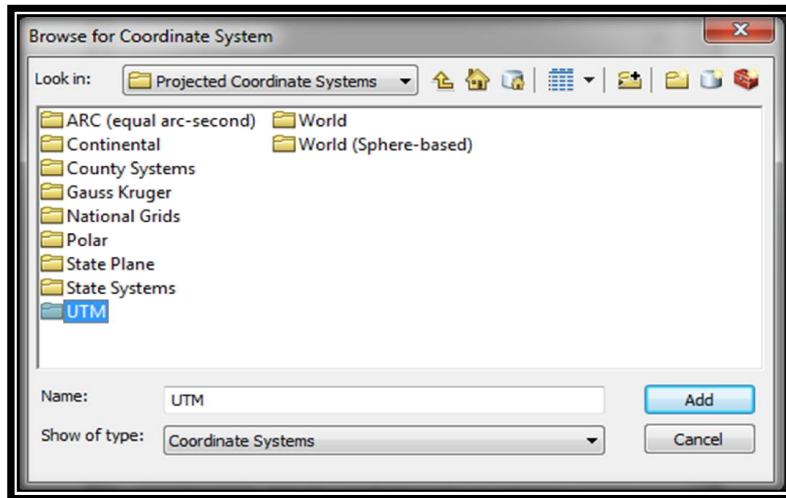 Browse for Coordinate System
Look in: Projected Coordinate Systems
ARC (equal arc-second) World
Continental World (Sphere-based)
County Systems
Gauss Kruger
National Grids
Polar
State Plane
State Systems
UTM
Name: UTM Add
Show of type: Coordinate Systems Cancel